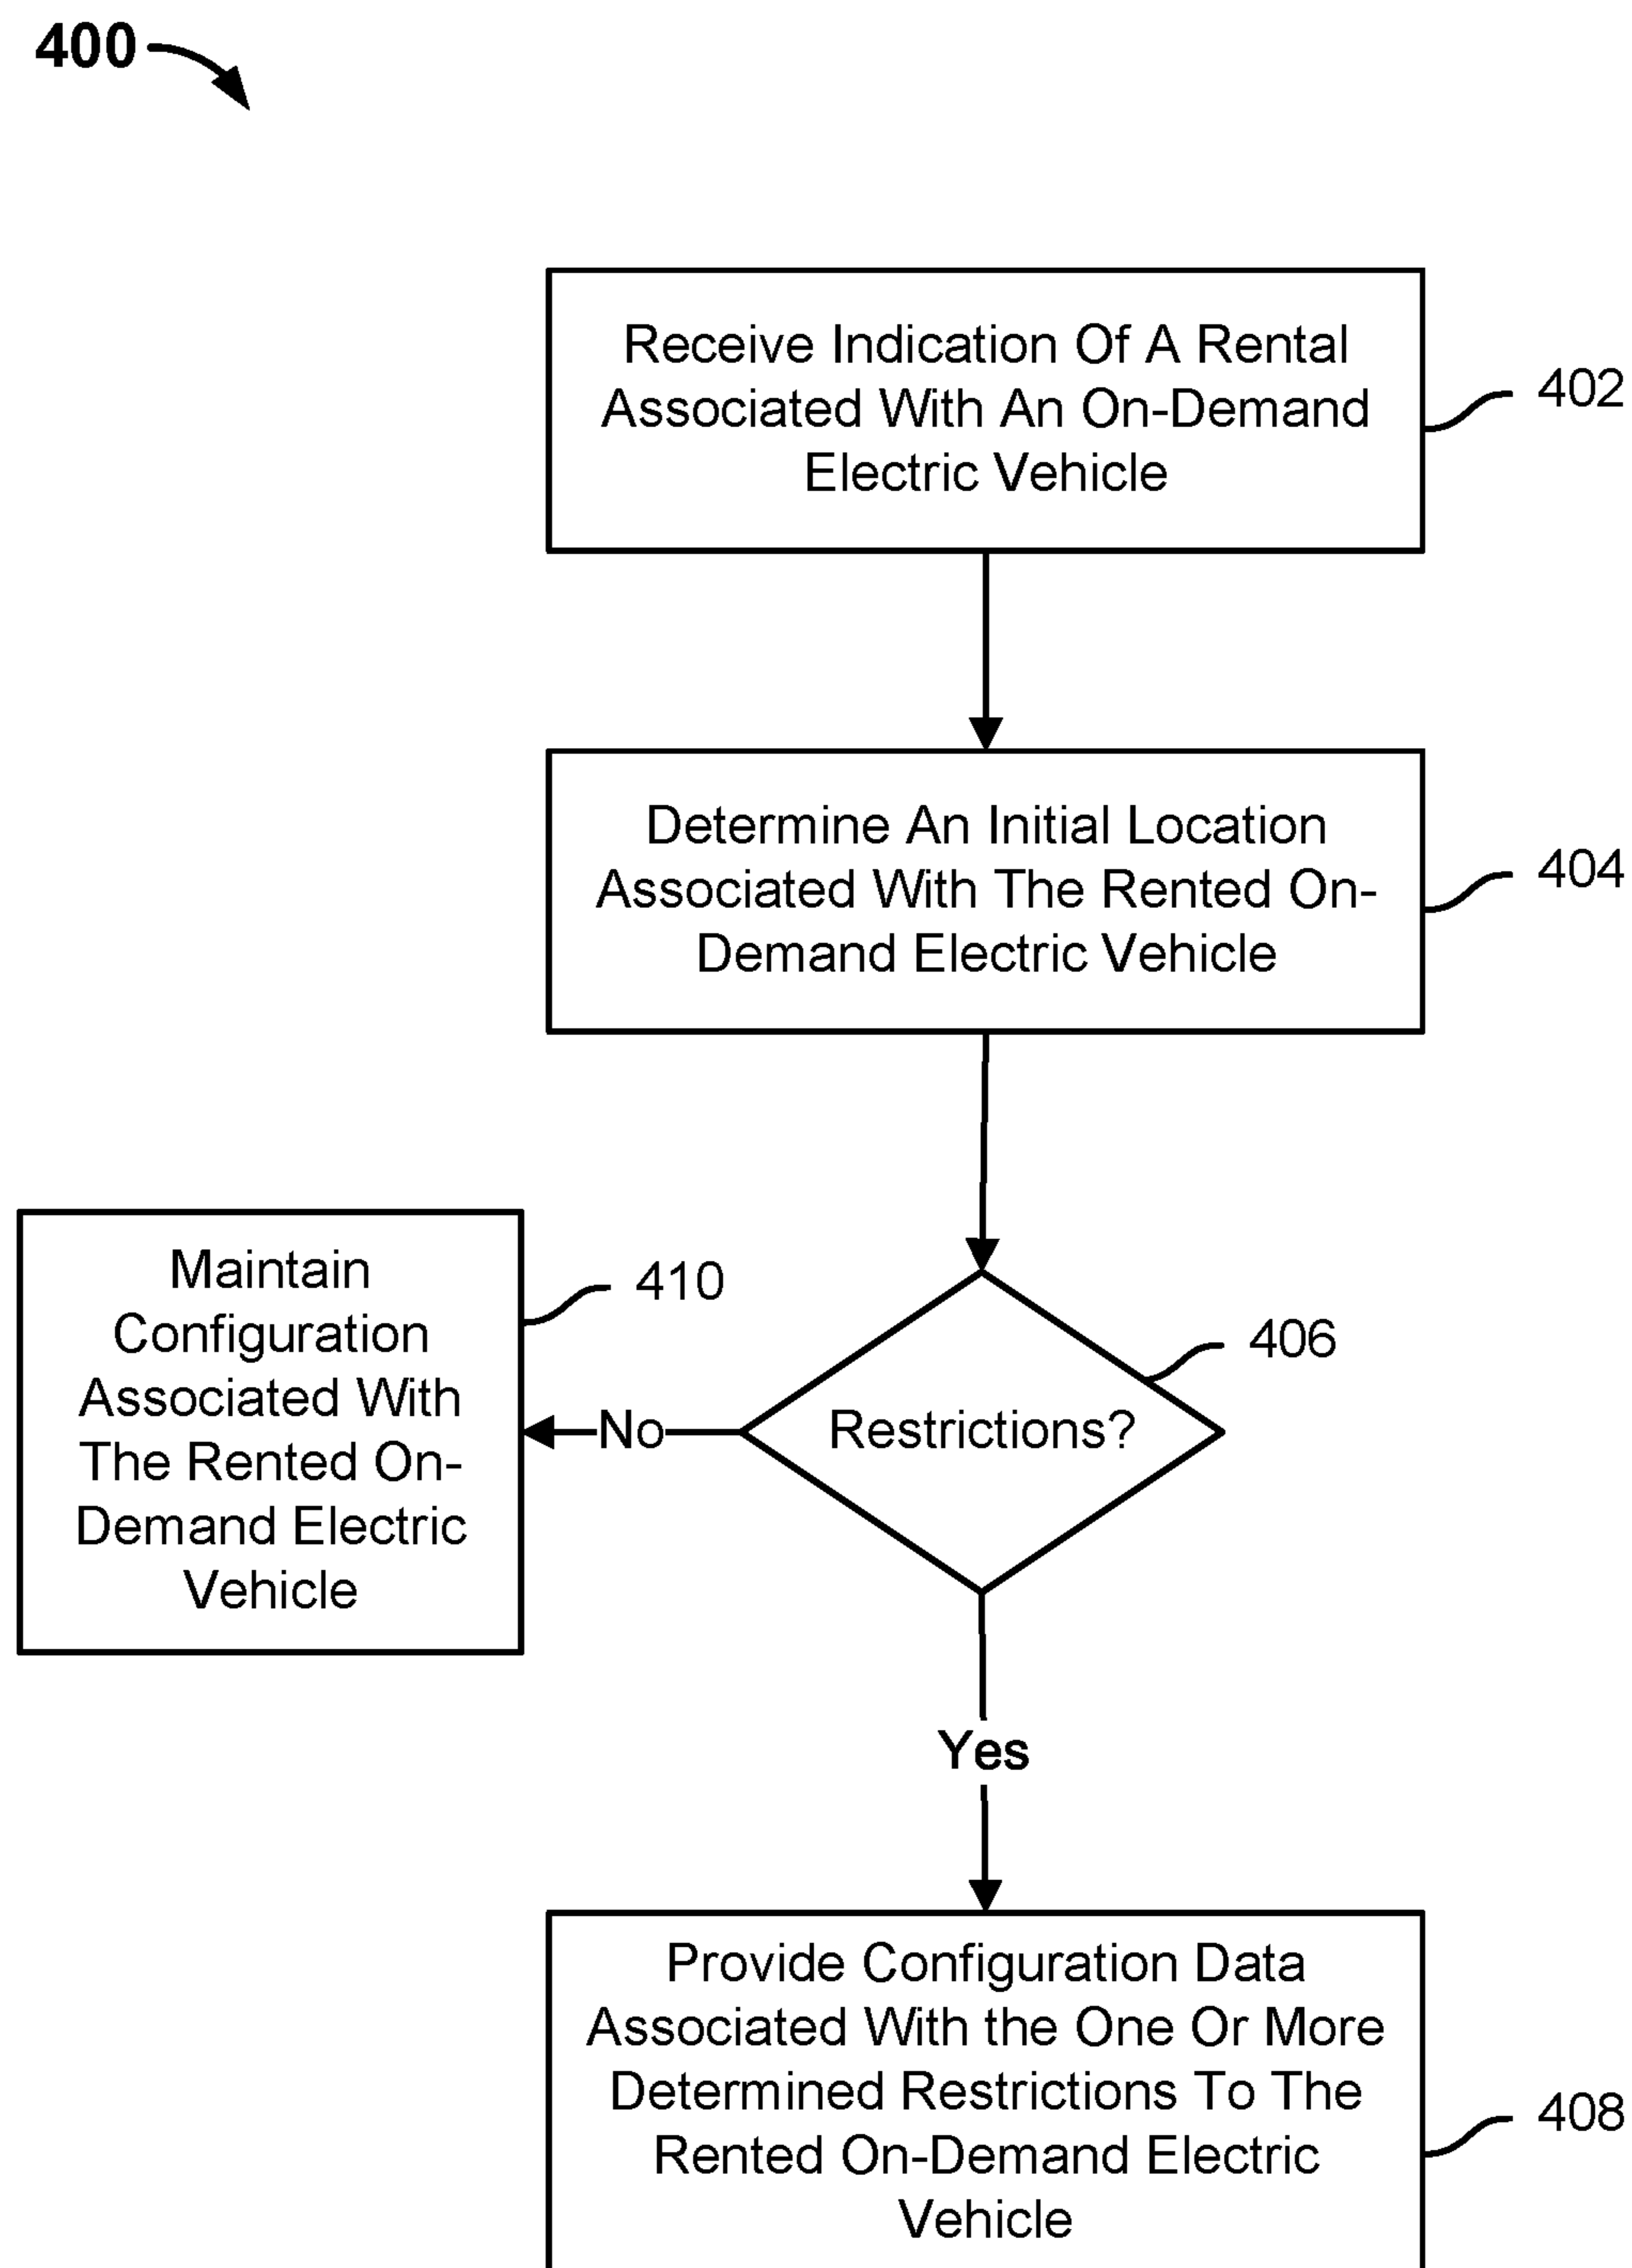 400
Receive Indication Of A Rental
Associated With An On-Demand
Electric Vehicle
402
Determine An Initial Location
Associated With The Rented On-
Demand Electric Vehicle
404
Maintain
Configuration
Associated With
The Rented On-
Demand Electric
Vehicle
410
No
Restrictions?
406
Yes
Provide Configuration Data
Associated With the One Or More
Determined Restrictions To The
Rented On-Demand Electric
Vehicle
408